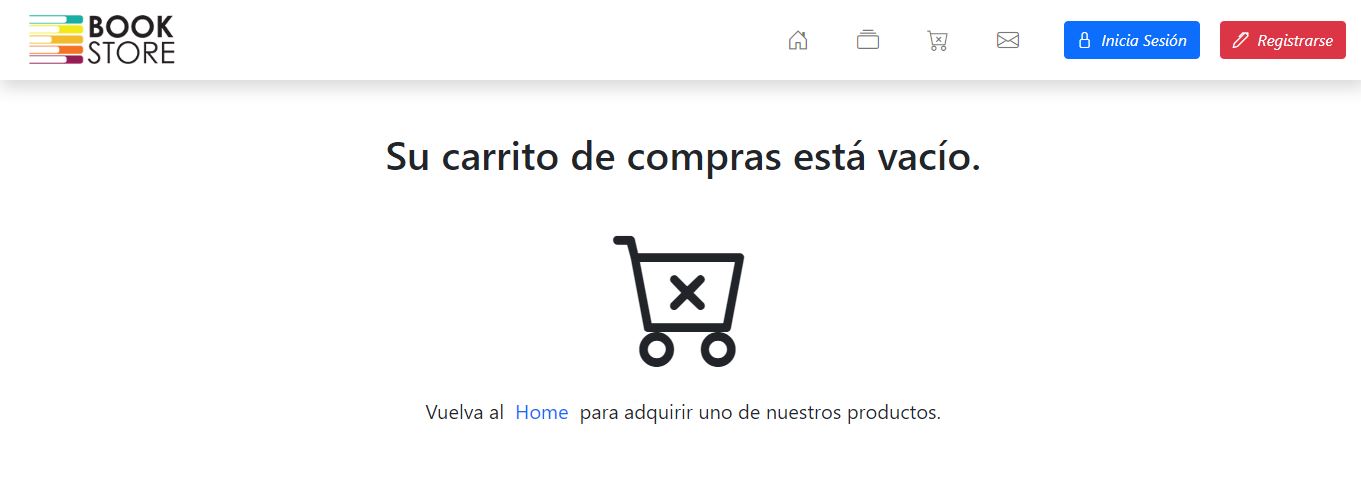 BOOK
STORE
Inicia Sesión
Registrarse
Su carrito de compras está vacío.
Vuelva al Home para adquirir uno de nuestros productos.